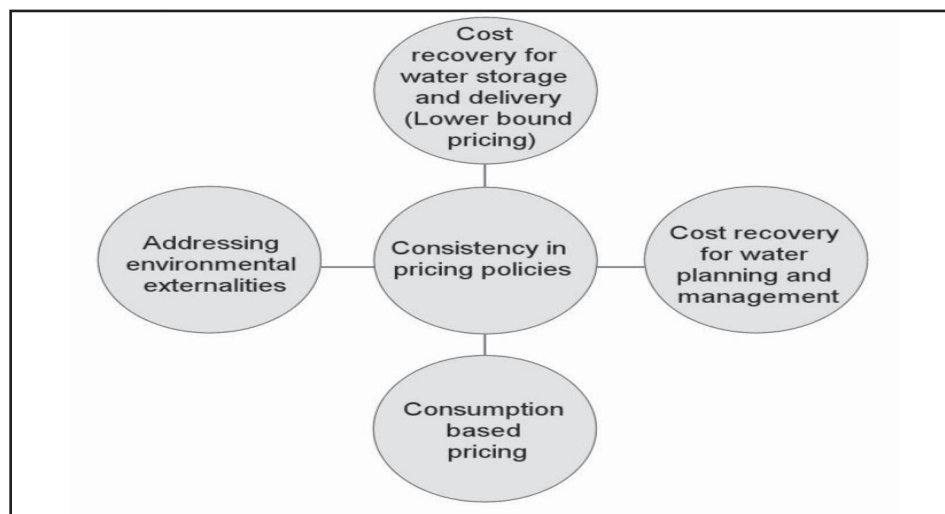 Cost
recovery for
water storage
and delivery
(Lower bound
pricing)
Addressing
environmental
externalities
Consistency in
pricing policies
Cost recovery
for water
planning and
management
Consumption
based
pricing